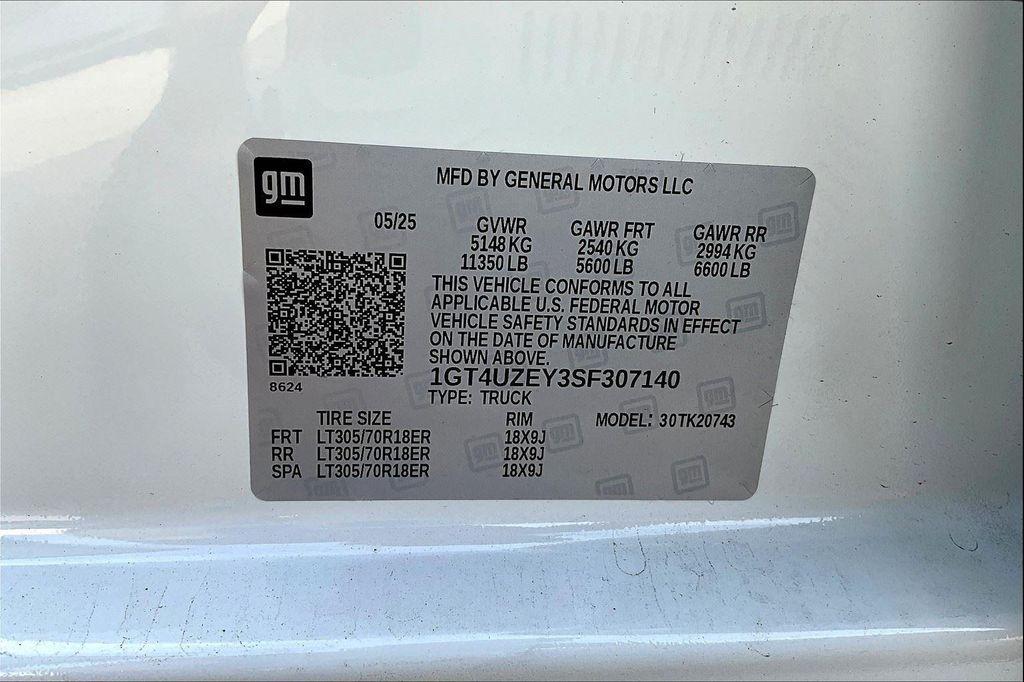 gm
MFD BY GENERAL MOTORS LLC
05/25 GVWR GAWR FRT GAWR RR
5148 KG 2540 KG 2994 KG
11350 LB 5600 LB 6600 LB
THIS VEHICLE CONFORMS TO ALL
APPLICABLE U.S. FEDERAL MOTOR
VEHICLE SAFETY STANDARDS IN EFFECT
ON THE DATE OF MANUFACTURE
SHOWN ABOVE.
8624
1GT4UZEY3SF307140
TYPE: TRUCK
TIRE SIZE RIM MODEL: 30TK20743
FRT LT305/70R18ER 18X9J
RR LT305/70R18ER 18X9J
SPA LT305/70R18ER 18X9J